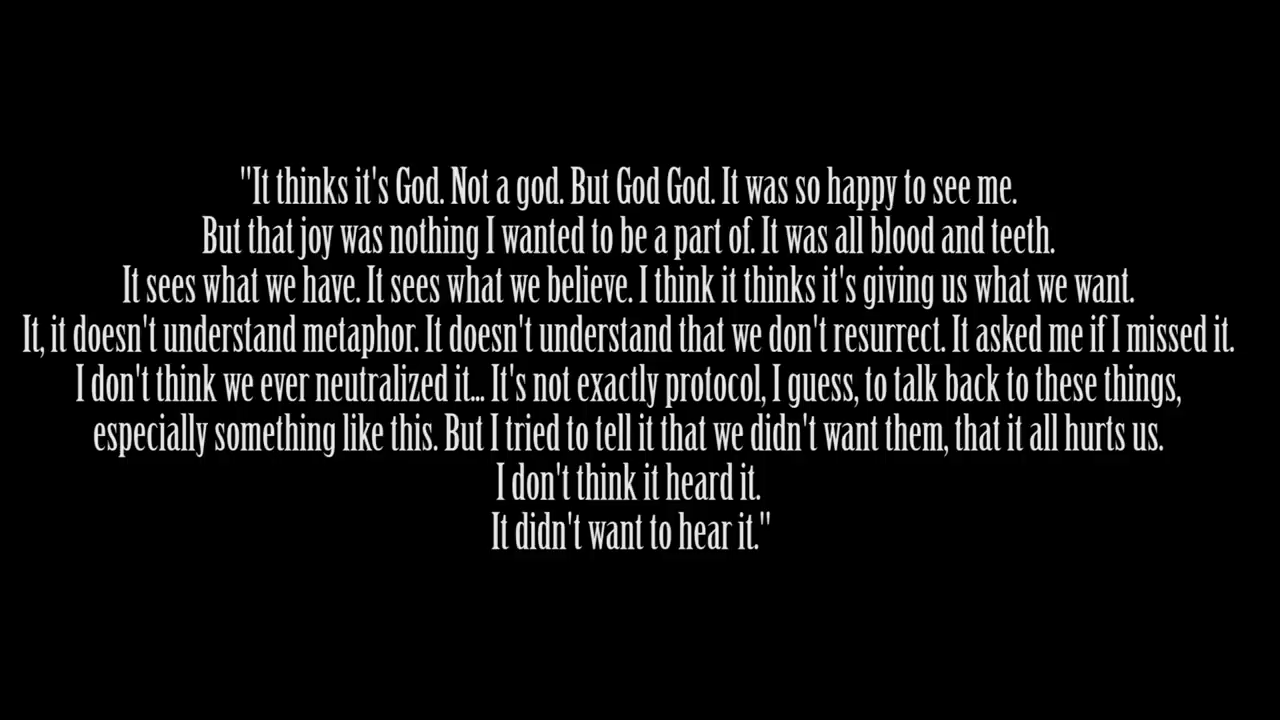 "It thinks it's God. Not a god. But God God. It was so happy to see me.
But that joy was nothing I wanted to be a part of. It was all blood and teeth.
It sees what we have. It sees what we believe. I think it thinks it's giving us what we want.
It, it doesn't understand metaphor. It doesn't understand that we don't resurrect. It asked me if I missed it.
I don't think we ever neutralized it... It's not exactly protocol, I guess, to talk back to these things,
especially something like this. But I tried to tell it that we didn't want them, that it all hurts us.
I don't think it heard it.
It didn't want to hear it."